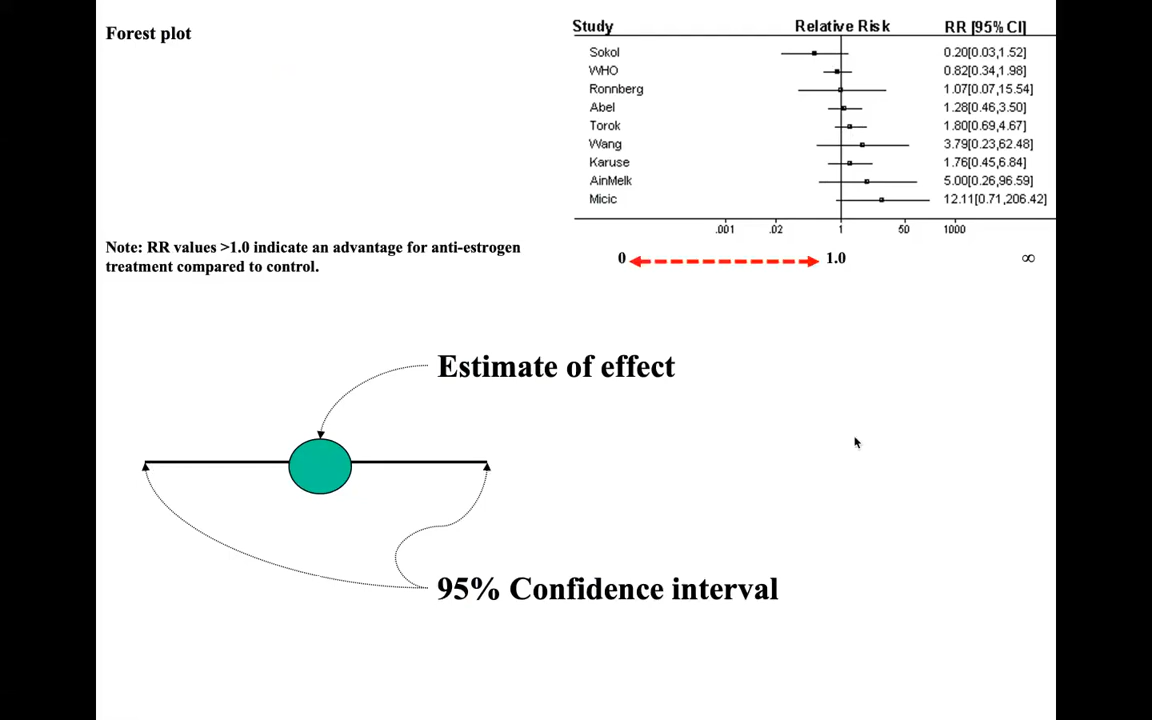 Forest plot
Study Relative Risk RR [95% CI]
Sokol 0.20[0.03,1.52]
WHO 0.82[0.34,1.98]
Ronnberg 1.07[0.07,15.54]
Abel 1.28[0.46,3.50]
Torok 1.80[0.69,4.67]
Wang 3.79[0.23,62.48]
Karuse 1.76[0.45,6.84]
AinMelk 5.00[0.26,96.59]
Micic 12.11[0.71,206.42]
.001 .02 1 50 1000
0 1.0 ∞
Note: RR values >1.0 indicate an advantage for anti-estrogen
treatment compared to control.
Estimate of effect
95% Confidence interval